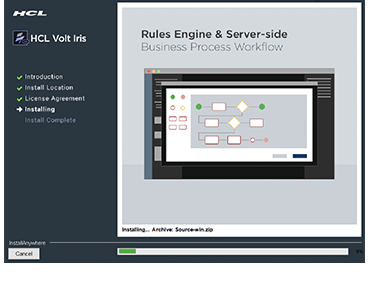 HCL
HCL Volt Iris
Introduction
Install Location
License Agreement
Installing
Install Complete
Rules Engine & Server-side
Business Process Workflow
Installing... Archive: Source-win.zip
InstallAnywhere
Cancel